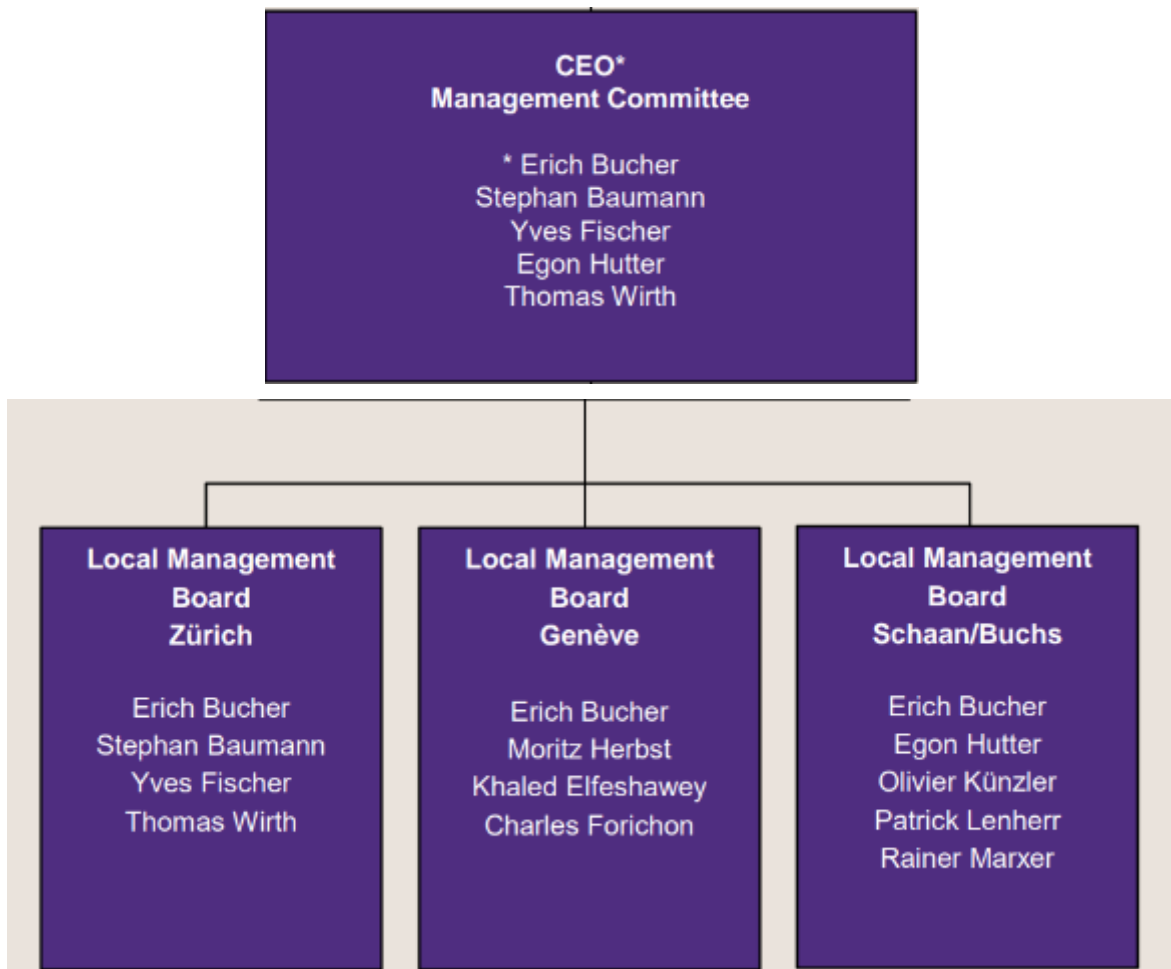 CEO*
Management Committee
* Erich Bucher
Stephan Baumann
Yves Fischer
Egon Hutter
Thomas Wirth
Local Management
Board
Zürich
Erich Bucher
Stephan Baumann
Yves Fischer
Thomas Wirth
Local Management
Board
Genève
Erich Bucher
Moritz Herbst
Khaled Elfeshawey
Charles Forichon
Local Management
Board
Schaan/Buchs
Erich Bucher
Egon Hutter
Olivier Künzler
Patrick Lenherr
Rainer Marxer